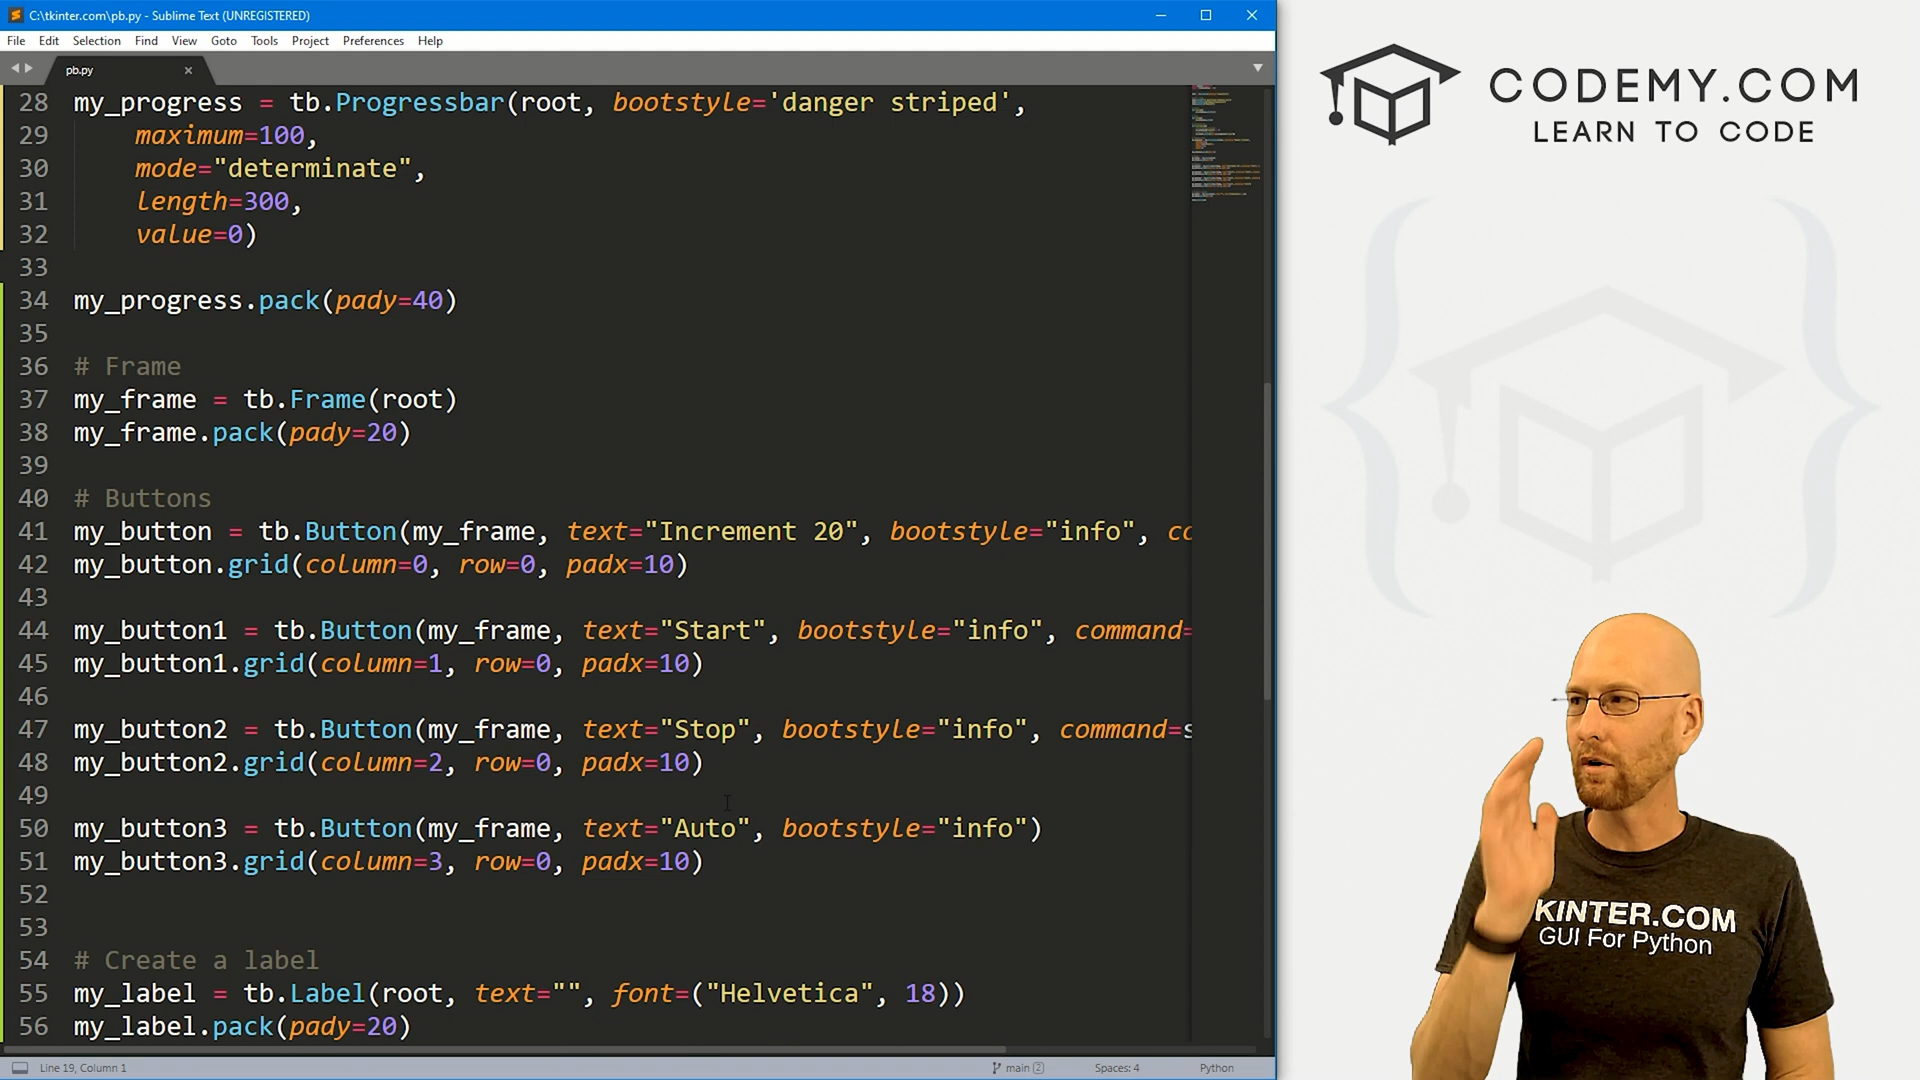 C:\tkinter.com\pb.py - Sublime Text (UNREGISTERED)
File Edit Selection Find View Goto Tools Project Preferences Help
pb.py
28 my_progress = tb.Progressbar(root, bootstyle='danger striped',
29     maximum=100,
30     mode="determinate",
31     length=300,
32     value=0)
33
34 my_progress.pack(pady=40)
35
36 # Frame
37 my_frame = tb.Frame(root)
38 my_frame.pack(pady=20)
39
40 # Buttons
41 my_button = tb.Button(my_frame, text="Increment 20", bootstyle="info", co
42 my_button.grid(column=0, row=0, padx=10)
43
44 my_button1 = tb.Button(my_frame, text="Start", bootstyle="info", command=
45 my_button1.grid(column=1, row=0, padx=10)
46
47 my_button2 = tb.Button(my_frame, text="Stop", bootstyle="info", command=s
48 my_button2.grid(column=2, row=0, padx=10)
49
50 my_button3 = tb.Button(my_frame, text="Auto", bootstyle="info")
51 my_button3.grid(column=3, row=0, padx=10)
52
53
54 # Create a label
55 my_label = tb.Label(root, text="", font=("Helvetica", 18))
56 my_label.pack(pady=20)
Line 19, Column 1
main 2
Spaces: 4
Python
CODEMY.COM
LEARN TO CODE
KINTER.COM
GUI For Python